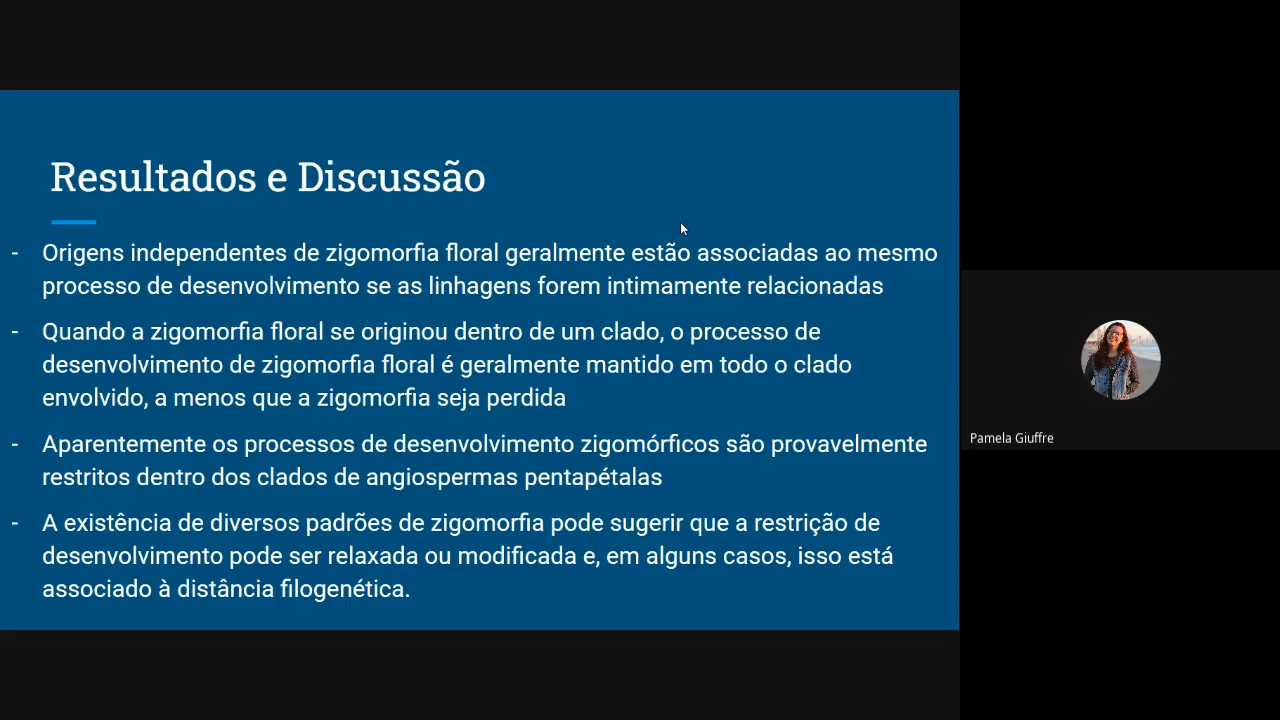 Resultados e Discussão
- Origens independentes de zigomorfia floral geralmente estão associadas ao mesmo
processo de desenvolvimento se as linhagens forem intimamente relacionadas
- Quando a zigomorfia floral se originou dentro de um clado, o processo de
desenvolvimento de zigomorfia floral é geralmente mantido em todo o clado
envolvido, a menos que a zigomorfia seja perdida
- Aparentemente os processos de desenvolvimento zigomórficos são provavelmente
restritos dentro dos clados de angiospermas pentapétalas
- A existência de diversos padrões de zigomorfia pode sugerir que a restrição de
desenvolvimento pode ser relaxada ou modificada e, em alguns casos, isso está
associado à distância filogenética.
Pamela Giuffre